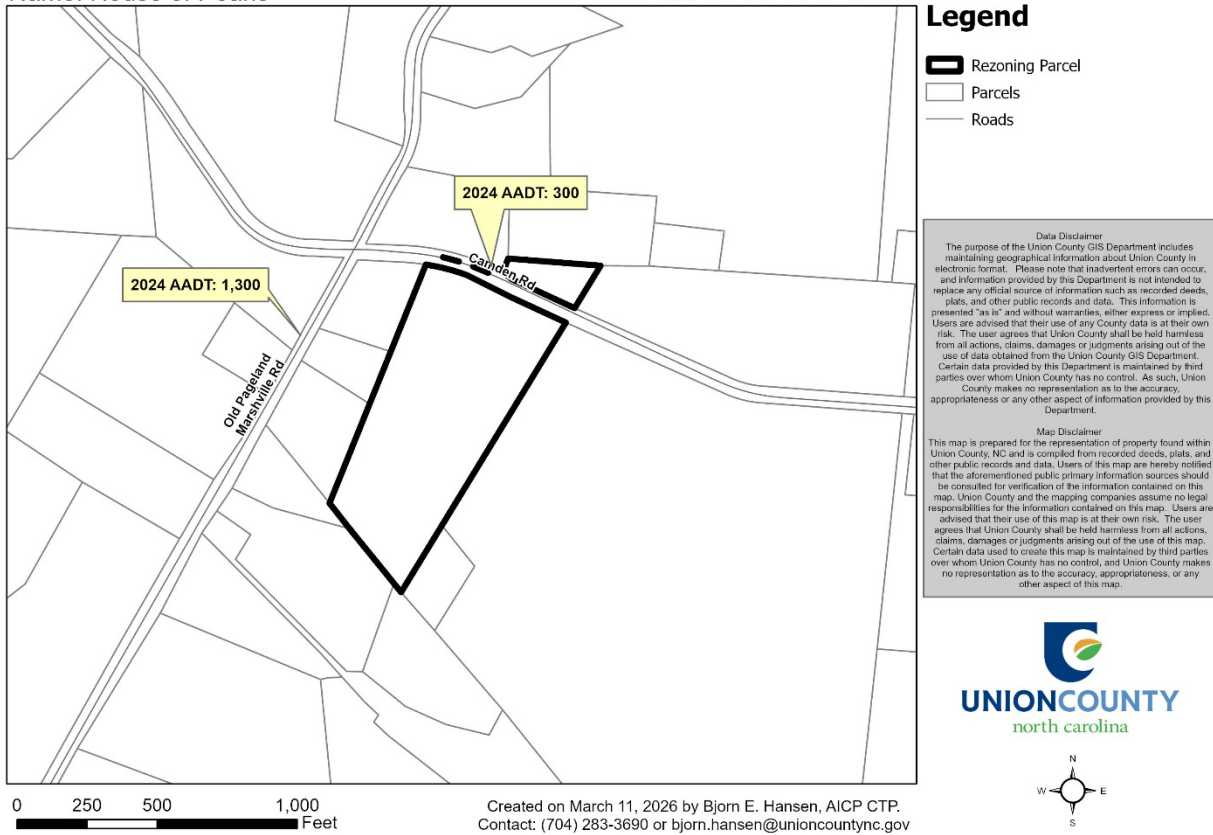 Legend
Rezoning Parcel
Parcels
Roads
2024 AADT: 300
Camden Rd
2024 AADT: 1,300
Old Pageland
Marshville Rd
Data Disclaimer
The purpose of the Union County GIS Department includes
maintaining geographical information about Union County in
electronic format. Please note that inadvertent errors can occur,
and information provided by this Department is not intended to
replace any official source of information such as recorded deeds,
plats, and other public records and data. This information is
presented "as is" and without warranties, either express or implied.
Users are advised that their use of any County data is at their own
risk. The user agrees that Union County shall be held harmless
from all actions, claims, damages or judgments arising out of the
use of data obtained from the Union County GIS Department.
Certain data provided by this Department is maintained by third
parties over whom Union County has no control. As such, Union
County makes no representation as to the accuracy,
appropriateness or any other aspect of information provided by this
Department.
Map Disclaimer
This map is prepared for the representation of property found within
Union County, NC and is compiled from recorded deeds, plats, and
other public records and data. Users of this map are hereby notified
that the aforementioned public primary information sources should
be consulted for verification of the information contained on this
map. Union County and the mapping companies assume no legal
responsibilities for the information contained on this map. Users are
advised that their use of this map is at their own risk. The user
agrees that Union County shall be held harmless from all actions,
claims, damages or judgments arising out of the use of this map.
Certain data used to create this map is maintained by third parties
over whom Union County has no control, and Union County makes
no representation as to the accuracy, appropriateness, or any
other aspect of this map.
UNIONCOUNTY
north carolina
N
W E
S
0 250 500 1,000
Feet
Created on March 11, 2026 by Bjorn E. Hansen, AICP CTP.
Contact: (704) 283-3690 or bjorn.hansen@unioncountync.gov